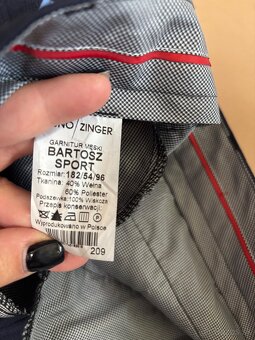 NO / ZINGER
GARNITUR MĘSKI
BARTOSZ
SPORT
Rozmiar: 182/54/96
Tkanina: 40% Wełna
60% Poliester
Podszewka: 100% Wiskoza
Przepis konserwacji:
Wyprodukowano w Polsce
209